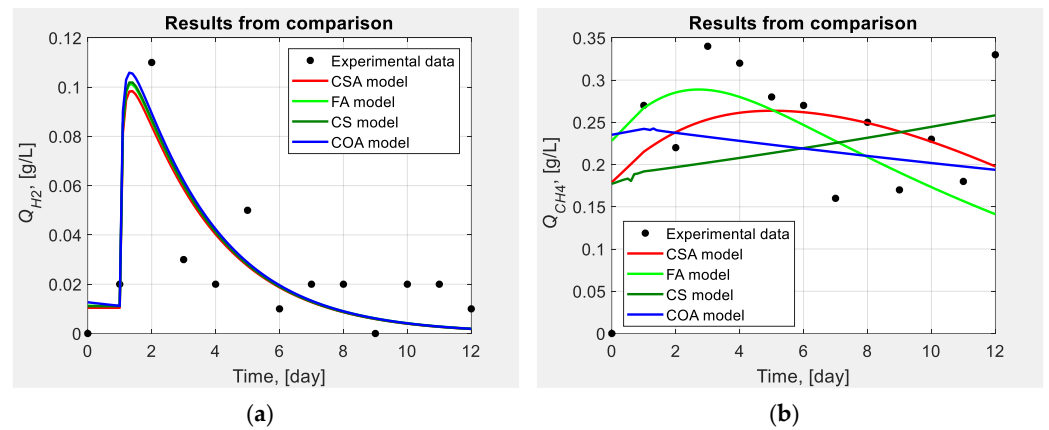 Results from comparison
0.12
0.1
0.08
0.06
0.04
0.02
0
Q_H2, [g/L]
Experimental data
CSA model
FA model
CS model
COA model
0 2 4 6 8 10 12
Time, [day]
(a)
Results from comparison
0.35
0.3
0.25
0.2
0.15
0.1
0.05
0
Q_CH4, [g/L]
Experimental data
CSA model
FA model
CS model
COA model
0 2 4 6 8 10 12
Time, [day]
(b)